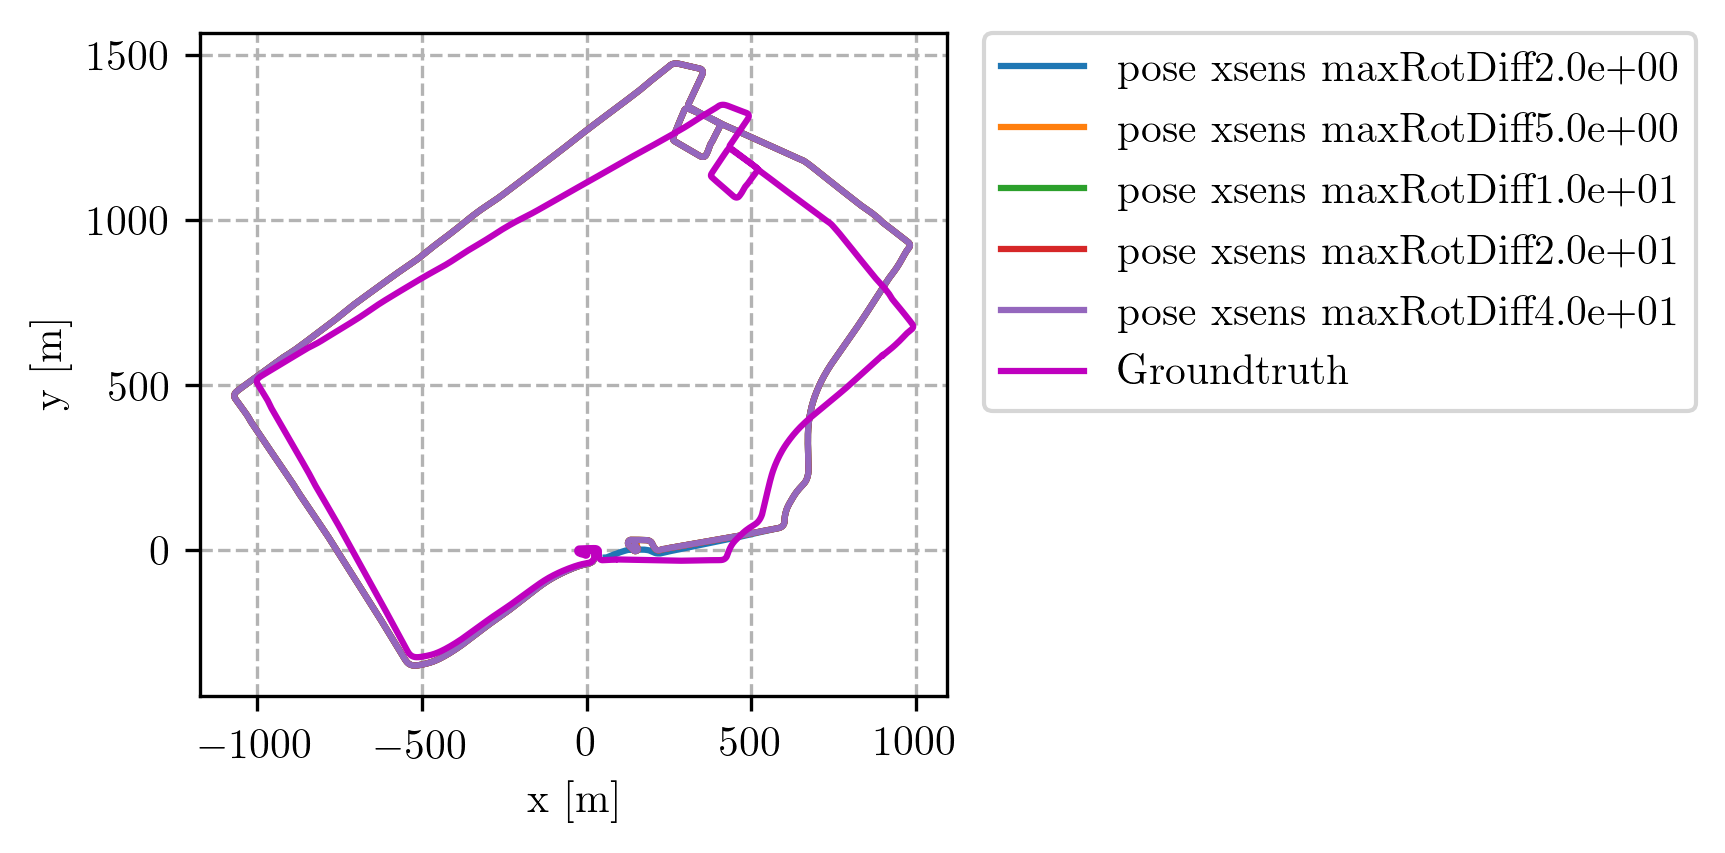 1500
1000
500
0
y [m]
−1000
−500
0
500
1000
x [m]
pose xsens maxRotDiff2.0e+00
pose xsens maxRotDiff5.0e+00
pose xsens maxRotDiff1.0e+01
pose xsens maxRotDiff2.0e+01
pose xsens maxRotDiff4.0e+01
Groundtruth